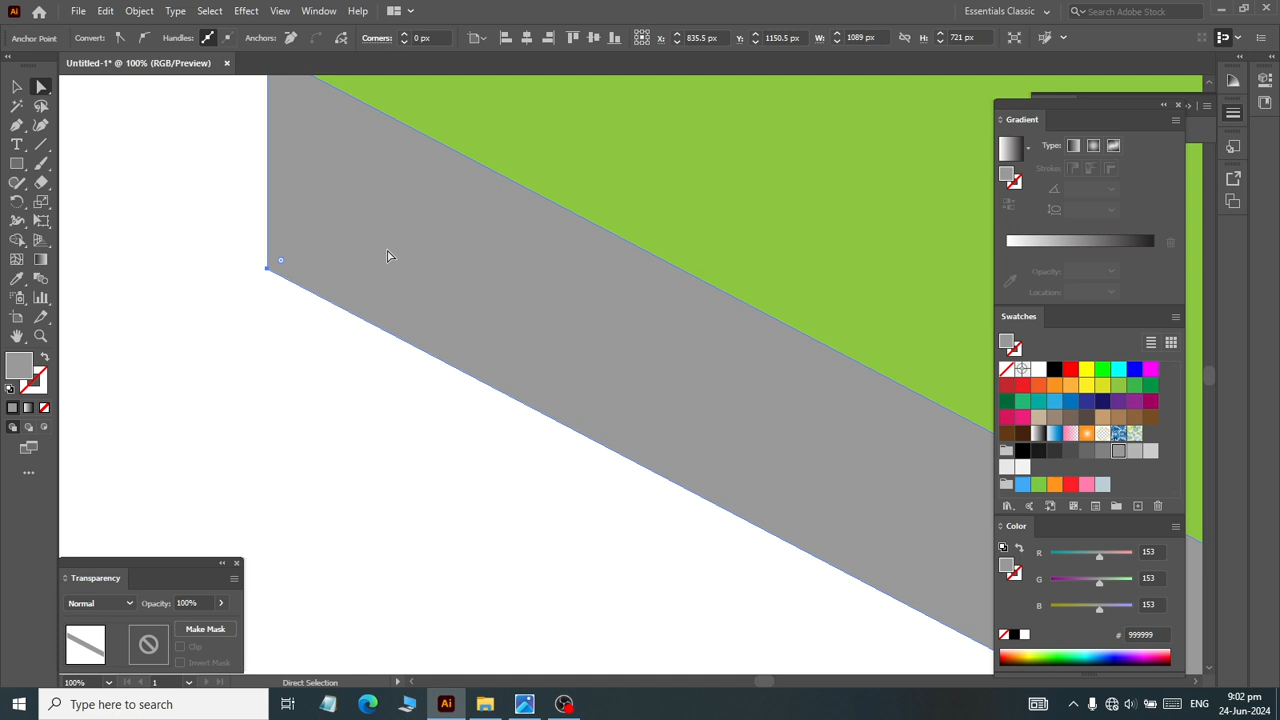 Ai File Edit Object Type Select Effect View Window Help Essentials Classic Search Adobe Stock
Anchor Point Convert: Handles: Anchors: Corners: 0 px X: 835.5 px Y: 1150.5 px W: 1089 px H: 721 px
Untitled-1* @ 100% (RGB/Preview) ×
Gradient
Type:
Stroke:
Opacity:
Location:
Swatches
Color
R 153
G 153
B 153
# 999999
Transparency
Normal Opacity: 100%
Make Mask
Clip
Invert Mask
100% 1 Direct Selection
Type here to search Ai ENG 9:02 pm
24-Jun-2024